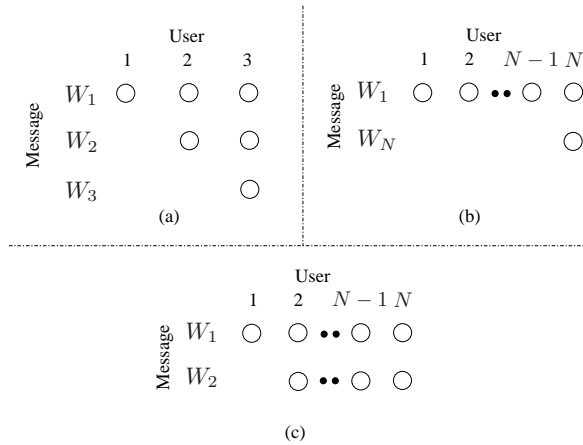 User
1 2 3
Message
W₁
W₂
W₃
(a)
User
1 2 N − 1 N
Message
W₁
W_N
(b)
User
1 2 N − 1 N
Message
W₁
W₂
(c)